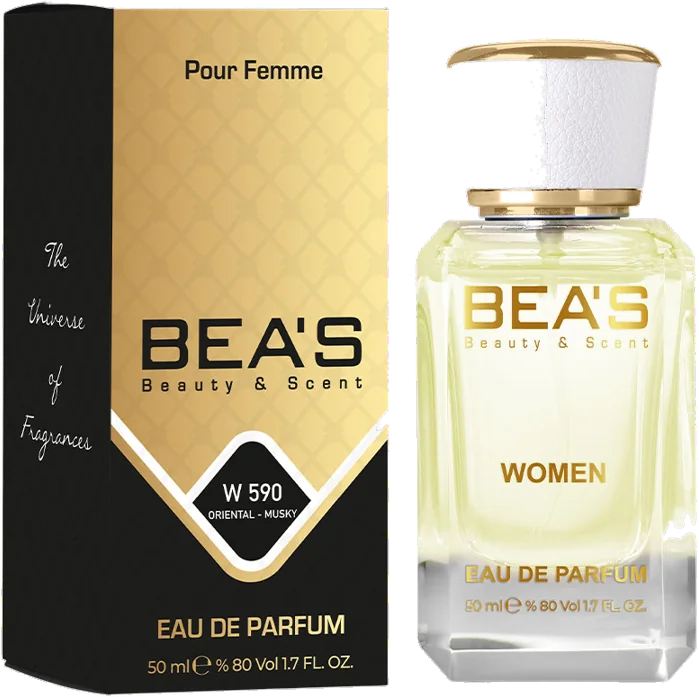 The
Universe
of
Fragrances
Pour Femme
BEA'S
Beauty & Scent
W 590
ORIENTAL - MUSKY
EAU DE PARFUM
50 ml ℮ % 80 Vol 1.7 FL. OZ.
BEA'S
Beauty & Scent
WOMEN
EAU DE PARFUM
50 ml ℮ % 80 Vol 1.7 FL. OZ.